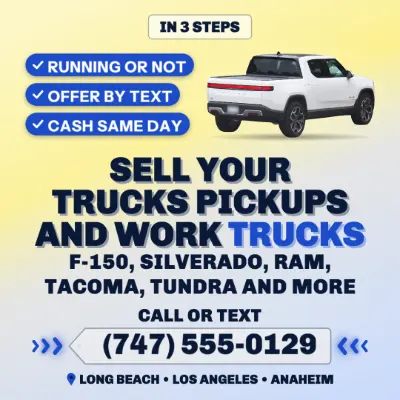 IN 3 STEPS
RUNNING OR NOT
OFFER BY TEXT
CASH SAME DAY
SELL YOUR
TRUCKS PICKUPS
AND WORK TRUCKS
F-150, SILVERADO, RAM,
TACOMA, TUNDRA AND MORE
CALL OR TEXT
(747) 555-0129
LONG BEACH • LOS ANGELES • ANAHEIM